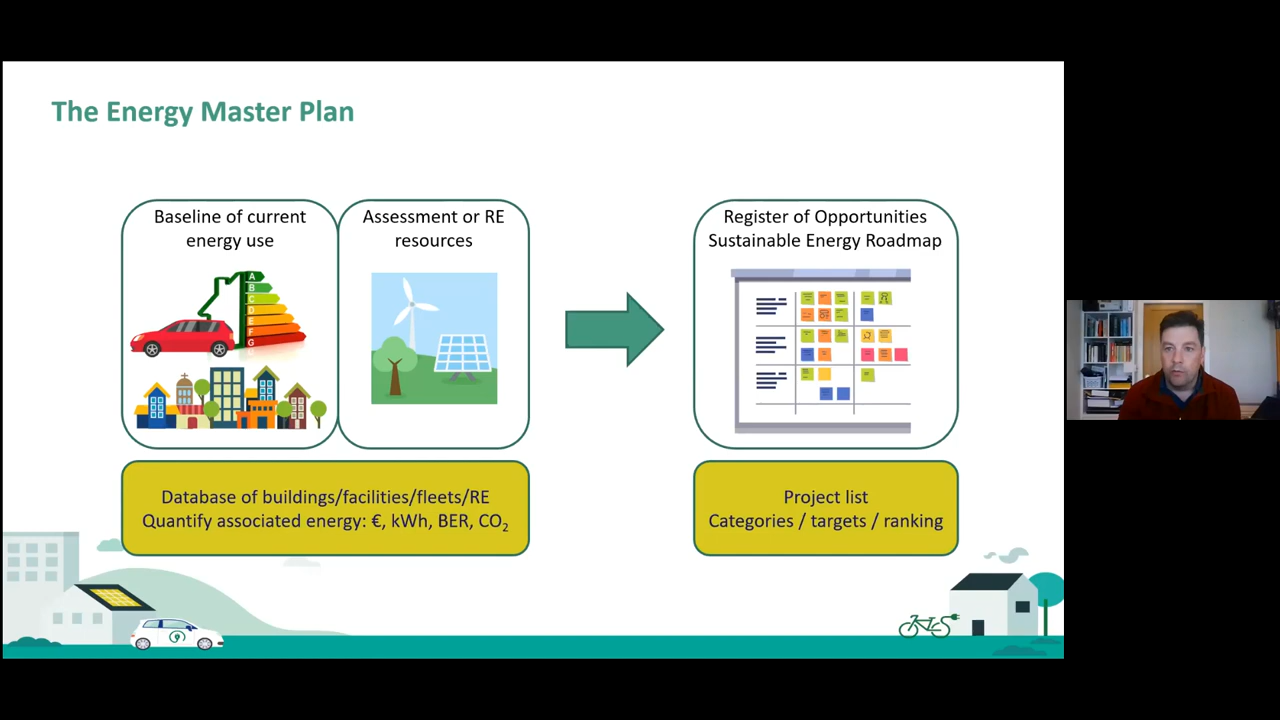 The Energy Master Plan
Baseline of current
energy use
A
B
C
D
E
F
G
Assessment or RE
resources
Register of Opportunities
Sustainable Energy Roadmap
Database of buildings/facilities/fleets/RE
Quantify associated energy: €, kWh, BER, CO₂
Project list
Categories / targets / ranking